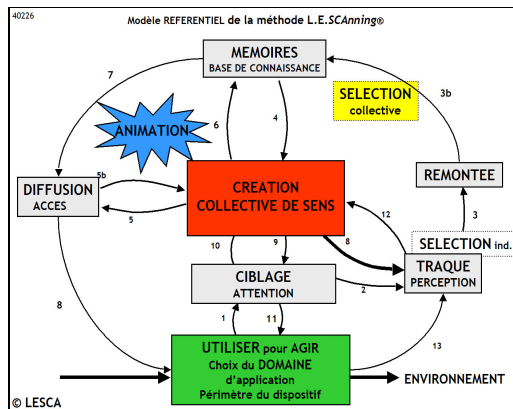 40226
Modèle REFERENTIEL de la méthode L.E.SCAnning®
MEMOIRES
BASE DE CONNAISSANCE
7
SELECTION
collective
3b
ANIMATION
6
4
5b
DIFFUSION
ACCES
CREATION
COLLECTIVE DE SENS
REMONTEE
5
12
3
10
9
8
SELECTION ind.
CIBLAGE
ATTENTION
TRAQUE
PERCEPTION
2
8
1
11
UTILISER pour AGIR
Choix du DOMAINE
d'application
Périmètre du dispositif
13
ENVIRONNEMENT
© LESCA